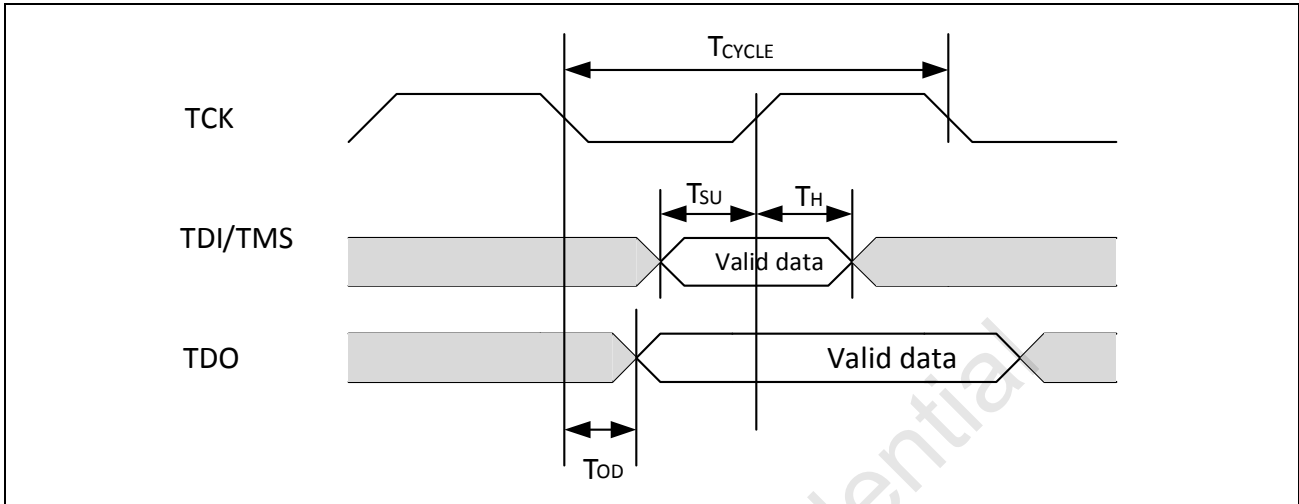 TCYCLE
TCK
TSU TH
TDI/TMS
Valid data
TDO
Valid data
TOD